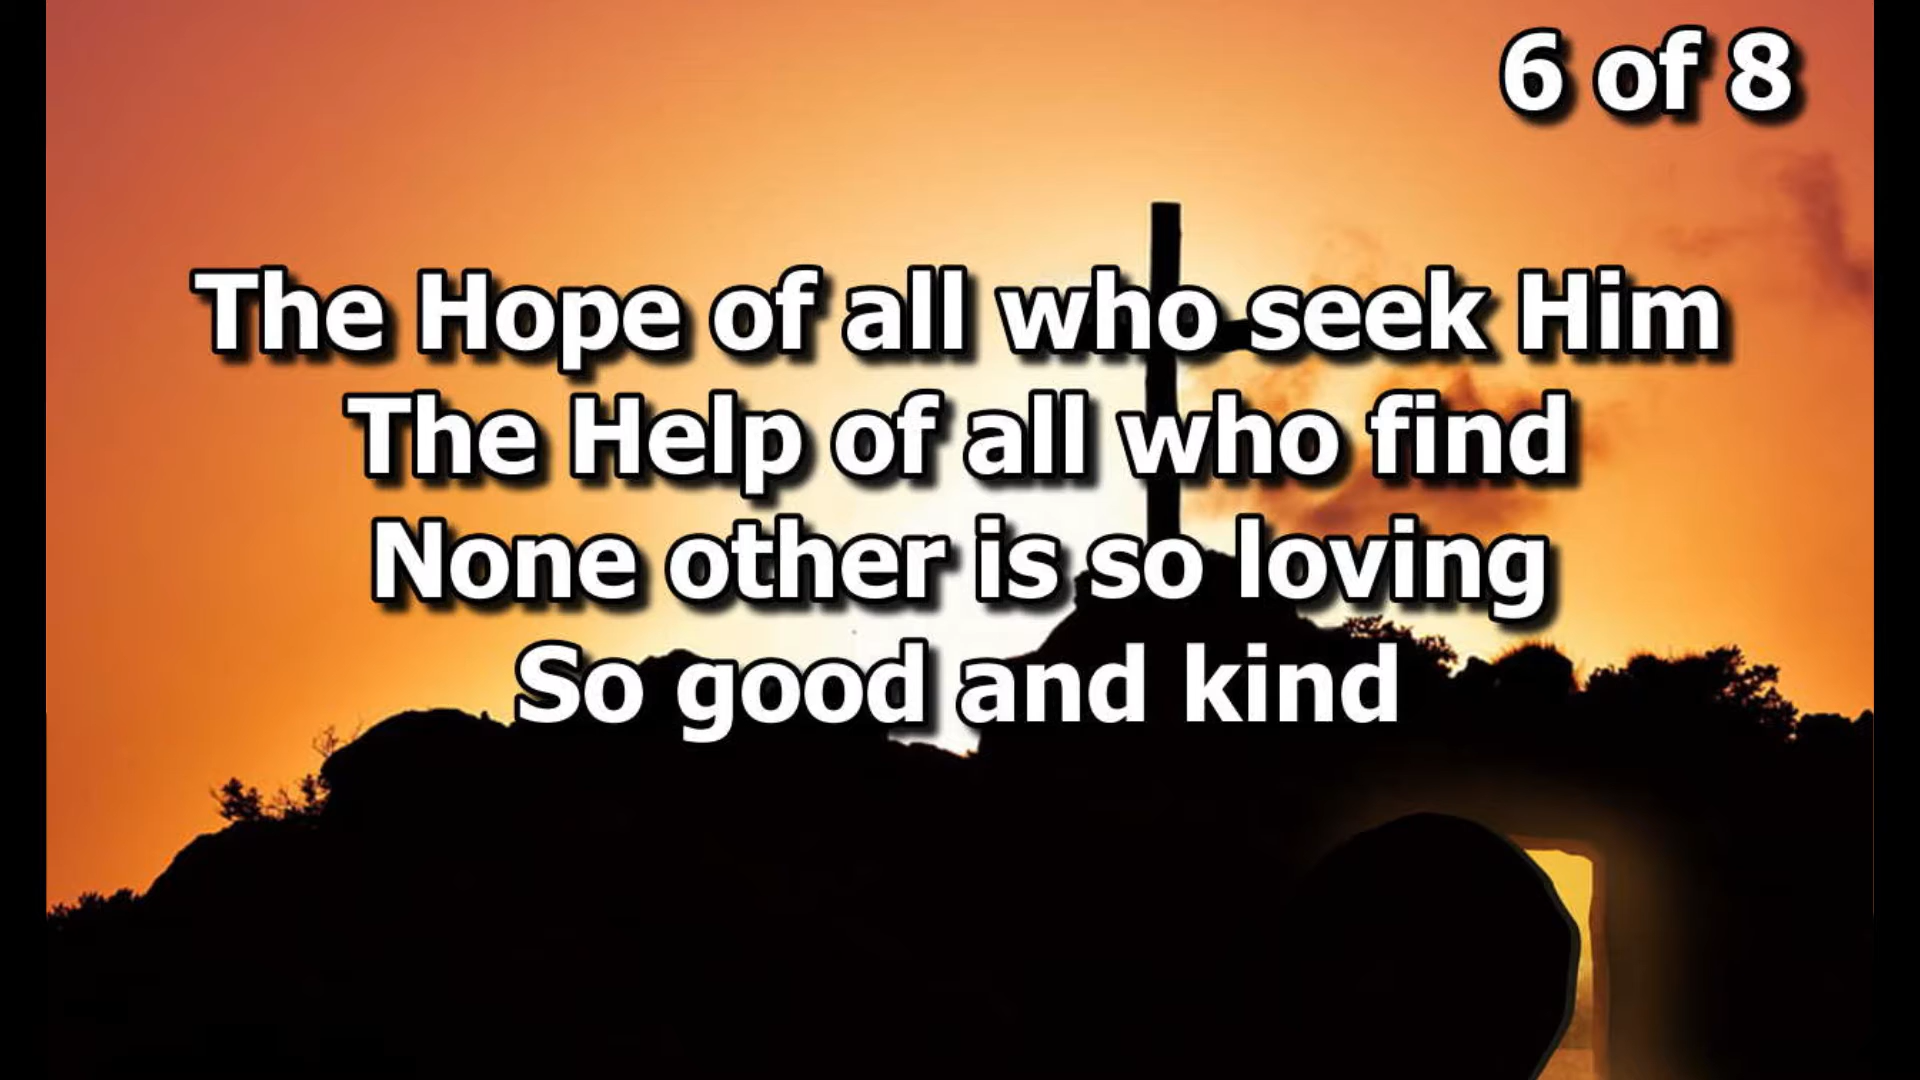 6 of 8
The Hope of all who seek Him
The Help of all who find
None other is so loving
So good and kind